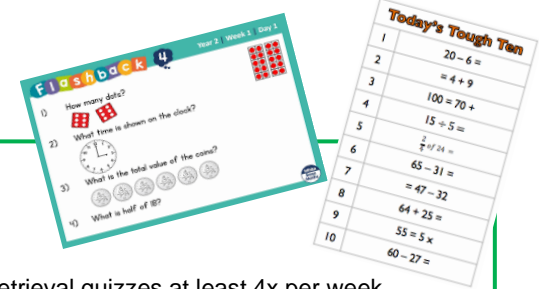 Flashback 4
Year 2 | Week 1 | Day 1
1) How many dots?
2) What time is shown on the clock?
3) What is the total value of the coins?
4) What is half of 18?
Today's Tough Ten
1 20 – 6 =
2 = 4 + 9
3 100 = 70 +
4 15 ÷ 5 =
5 of 24 =
6 65 – 31 =
7 = 47 – 32
8 64 + 25 =
9 55 = 5 x
10 60 – 27 =
etrieval quizzes at least 4x per week